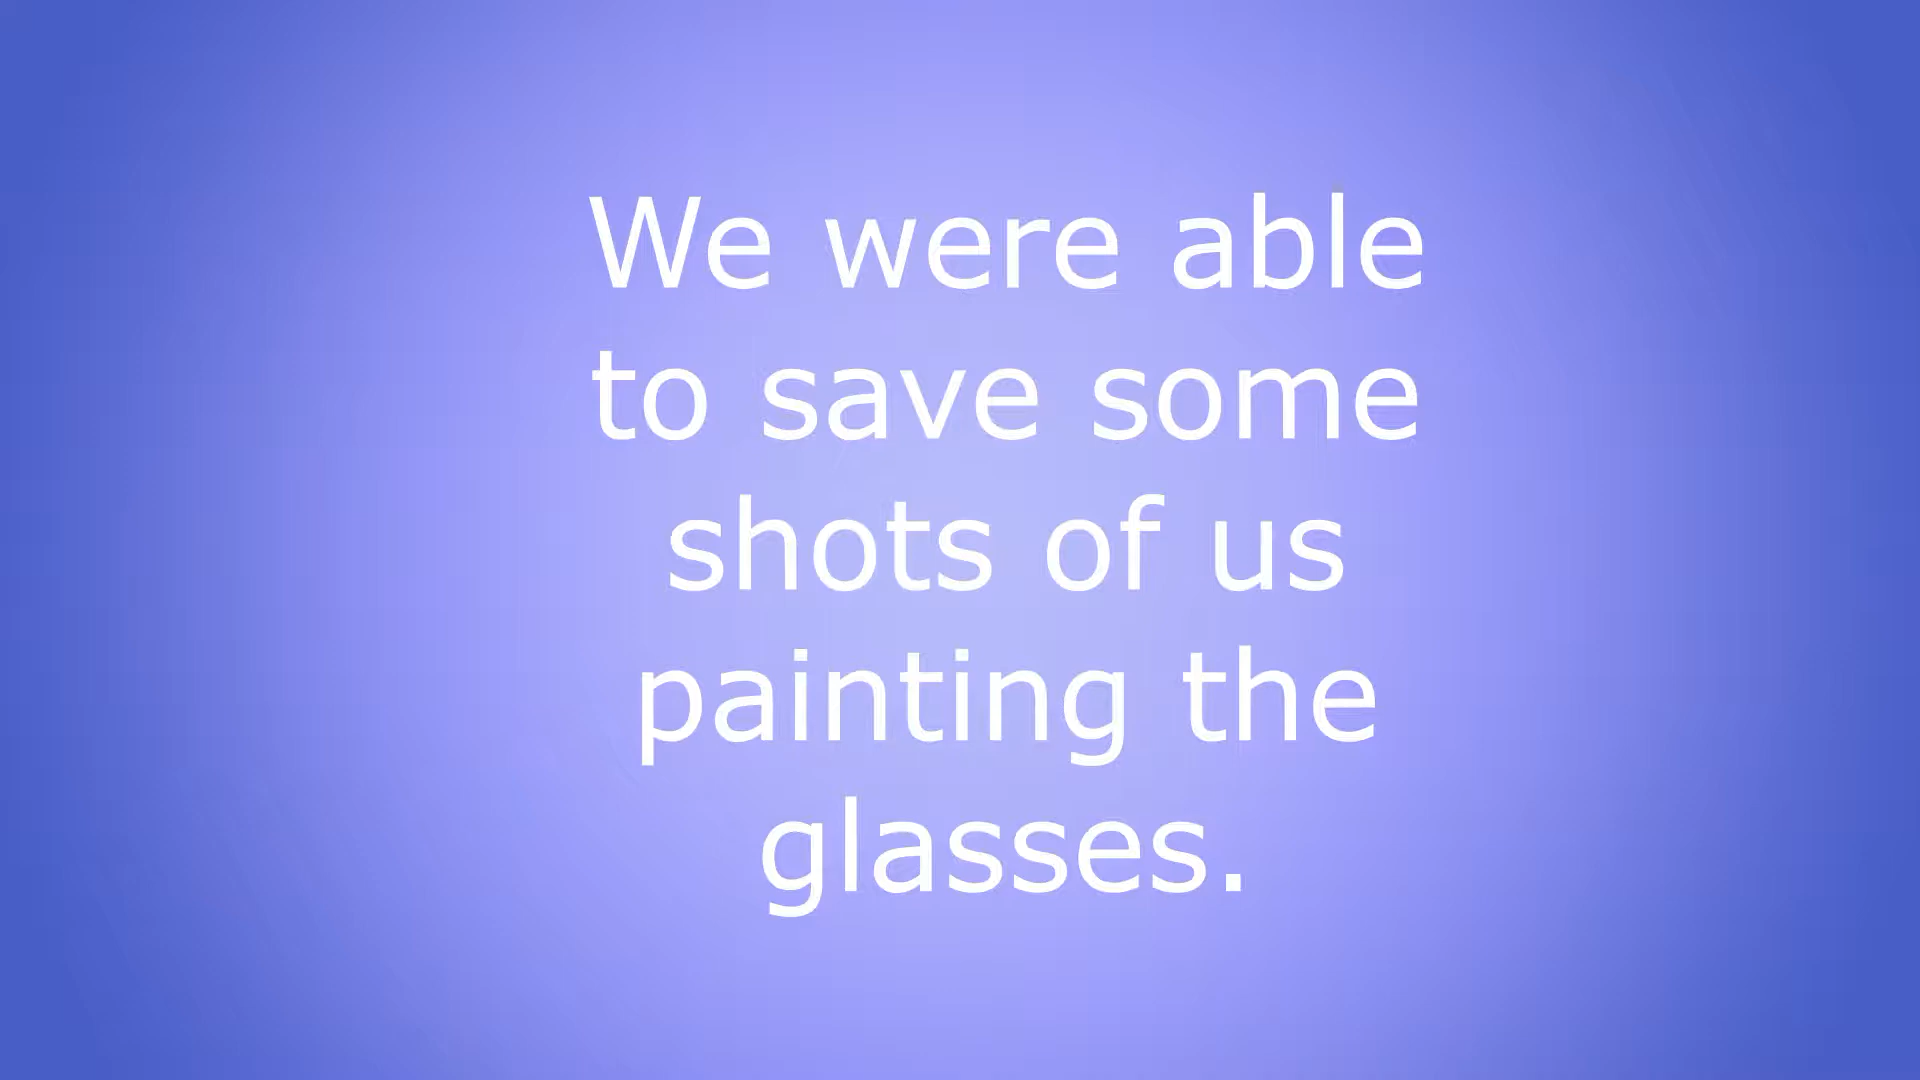 We were able
to save some
shots of us
painting the
glasses.